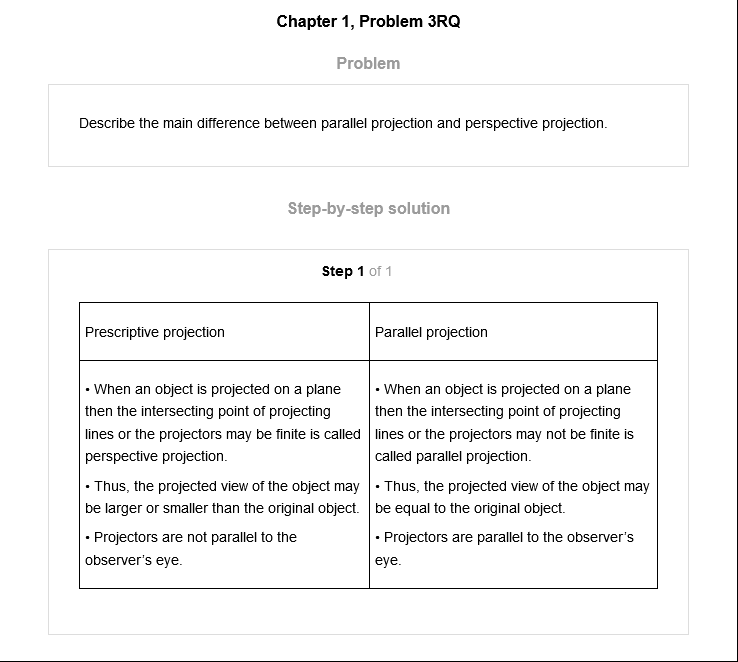 Chapter 1, Problem 3RQ
Problem
Describe the main difference between parallel projection and perspective projection.
Step-by-step solution
Step 1 of 1
Prescriptive projection
Parallel projection
• When an object is projected on a plane
then the intersecting point of projecting
lines or the projectors may be finite is called
perspective projection.
• Thus, the projected view of the object may
be larger or smaller than the original object.
• Projectors are not parallel to the
observer's eye.
• When an object is projected on a plane
then the intersecting point of projecting
lines or the projectors may not be finite is
called parallel projection.
• Thus, the projected view of the object may
be equal to the original object.
• Projectors are parallel to the observer's
eye.